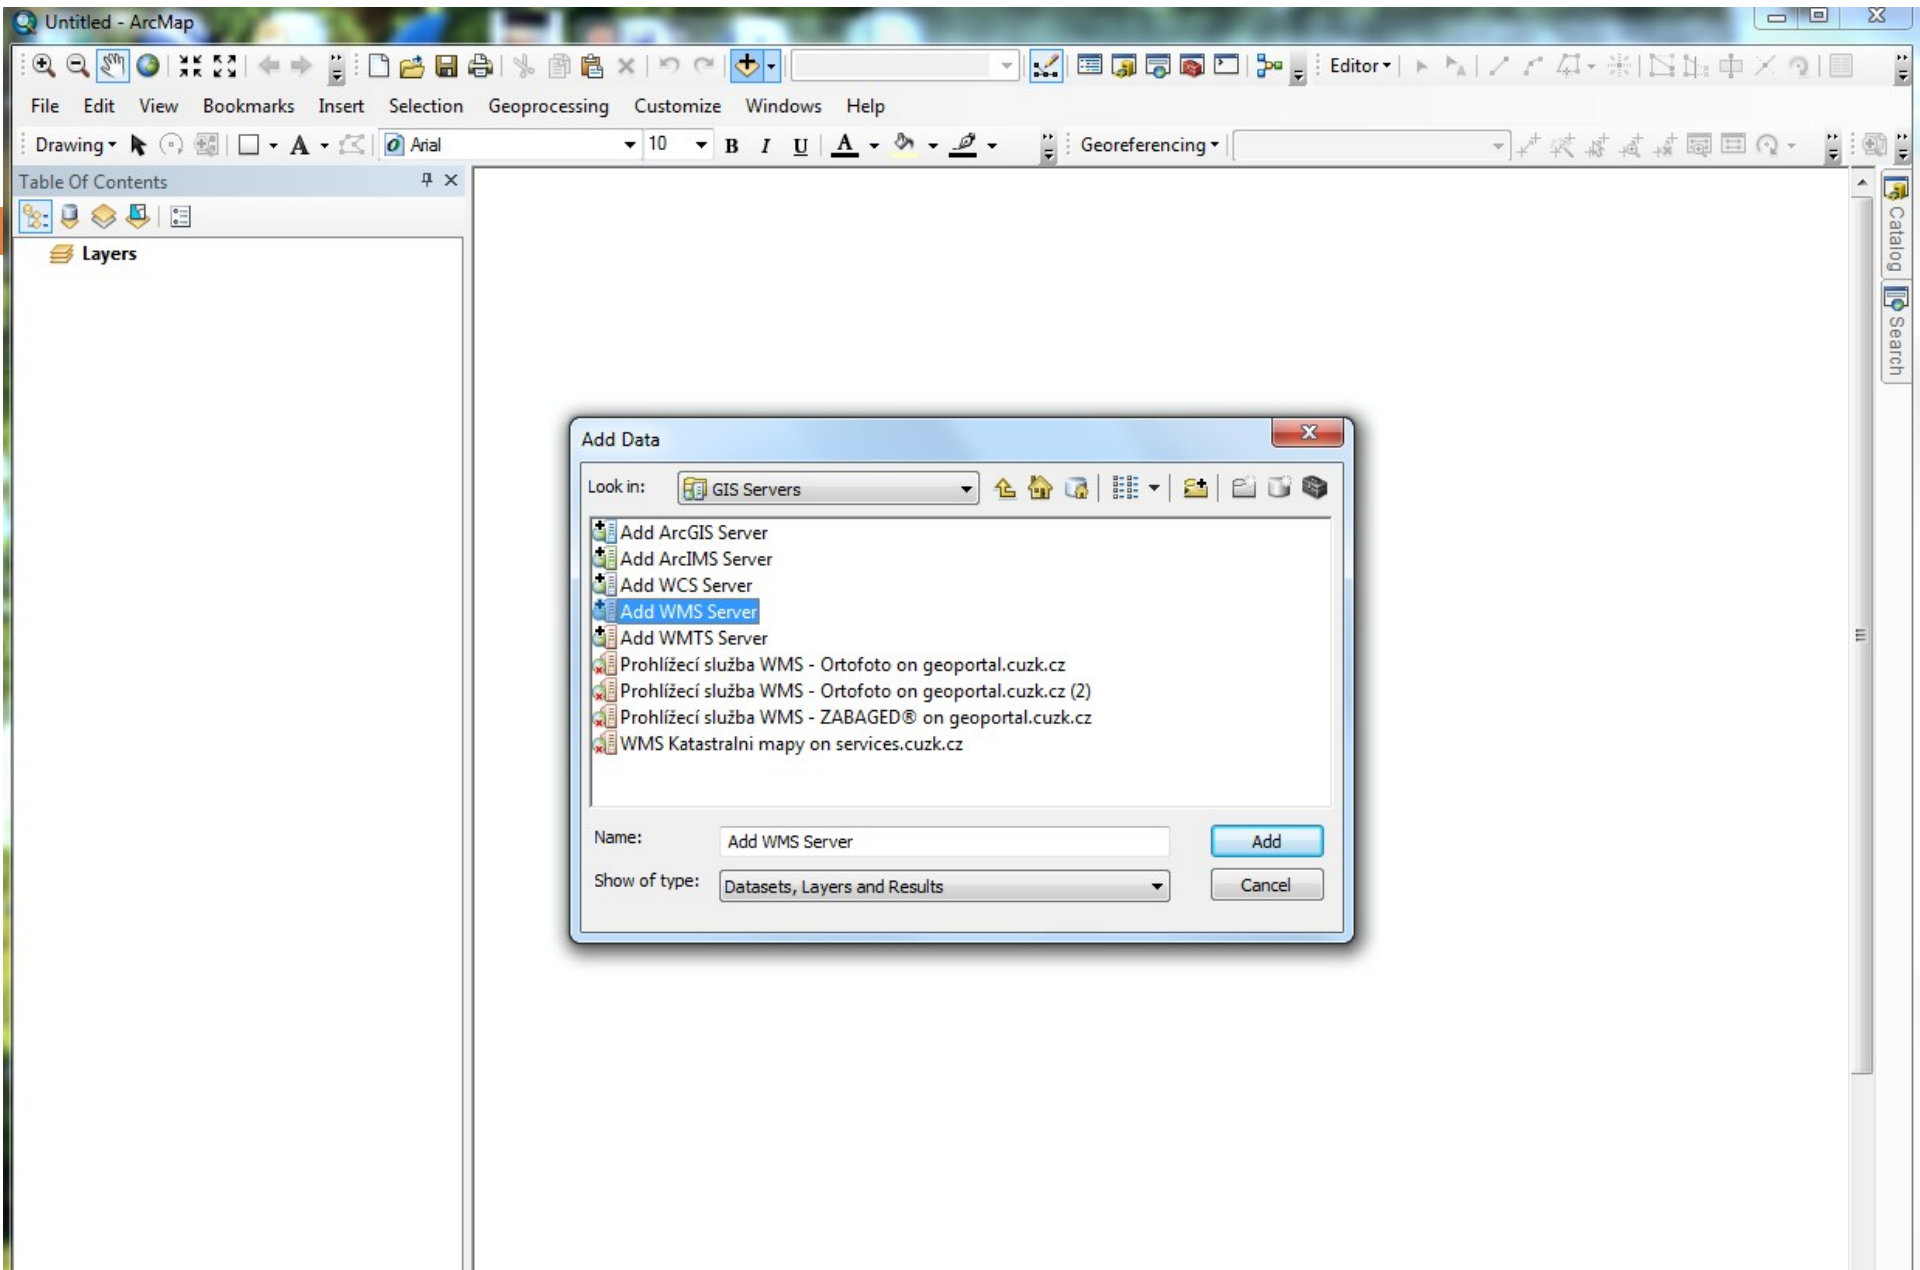 Untitled - ArcMap
Editor
File Edit View Bookmarks Insert Selection Geoprocessing Customize Windows Help
Drawing A Arial 10 B I U A Georeferencing
Table Of Contents
Layers
Catalog
Search
Add Data
Look in: GIS Servers
Add ArcGIS Server
Add ArcIMS Server
Add WCS Server
Add WMS Server
Add WMTS Server
Prohlížecí služba WMS - Ortofoto on geoportal.cuzk.cz
Prohlížecí služba WMS - Ortofoto on geoportal.cuzk.cz (2)
Prohlížecí služba WMS - ZABAGED® on geoportal.cuzk.cz
WMS Katastralni mapy on services.cuzk.cz
Name: Add WMS Server Add
Show of type: Datasets, Layers and Results Cancel